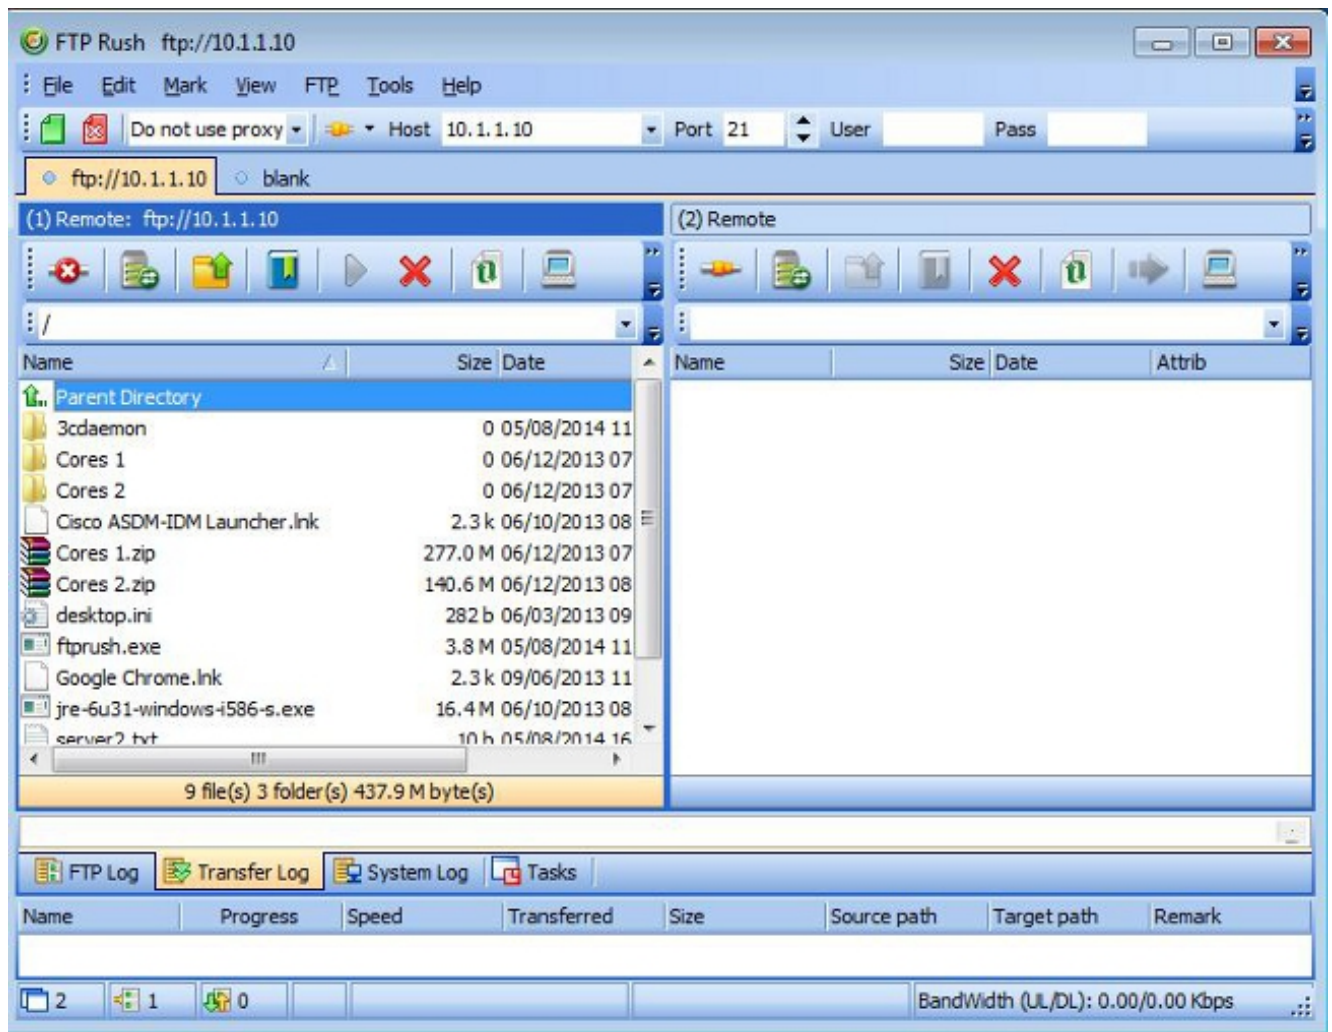 FTP Rush ftp://10.1.1.10
File Edit Mark View FTP Tools Help
Do not use proxy Host 10.1.1.10 Port 21 User Pass
ftp://10.1.1.10 blank
(1) Remote: ftp://10.1.1.10 (2) Remote
/
Name Size Date Name Size Date Attrib
Parent Directory
3cdaemon 0 05/08/2014 11
Cores 1 0 06/12/2013 07
Cores 2 0 06/12/2013 07
Cisco ASDM-IDM Launcher.lnk 2.3 k 06/10/2013 08
Cores 1.zip 277.0 M 06/12/2013 07
Cores 2.zip 140.6 M 06/12/2013 08
desktop.ini 282 b 06/03/2013 09
ftprush.exe 3.8 M 05/08/2014 11
Google Chrome.lnk 2.3 k 09/06/2013 11
jre-6u31-windows-i586-s.exe 16.4 M 06/10/2013 08
server2.txt 10 b 05/08/2014 16
9 file(s) 3 folder(s) 437.9 M byte(s)
FTP Log Transfer Log System Log Tasks
Name Progress Speed Transferred Size Source path Target path Remark
2 1 0 BandWidth (UL/DL): 0.00/0.00 Kbps